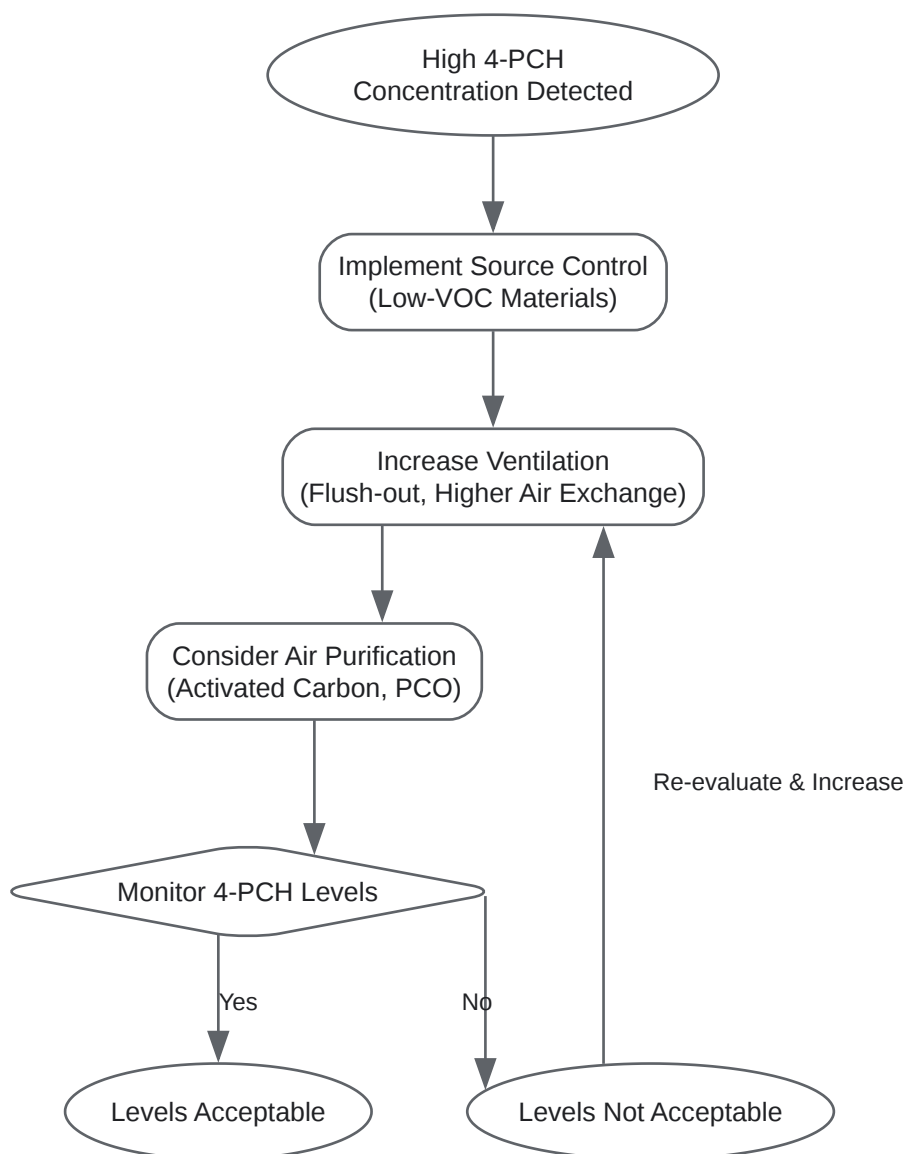 High 4-PCH
Concentration Detected
Implement Source Control
(Low-VOC Materials)
Increase Ventilation
(Flush-out, Higher Air Exchange)
Consider Air Purification
(Activated Carbon, PCO)
Re-evaluate & Increase
Monitor 4-PCH Levels
Yes
No
Levels Acceptable
Levels Not Acceptable